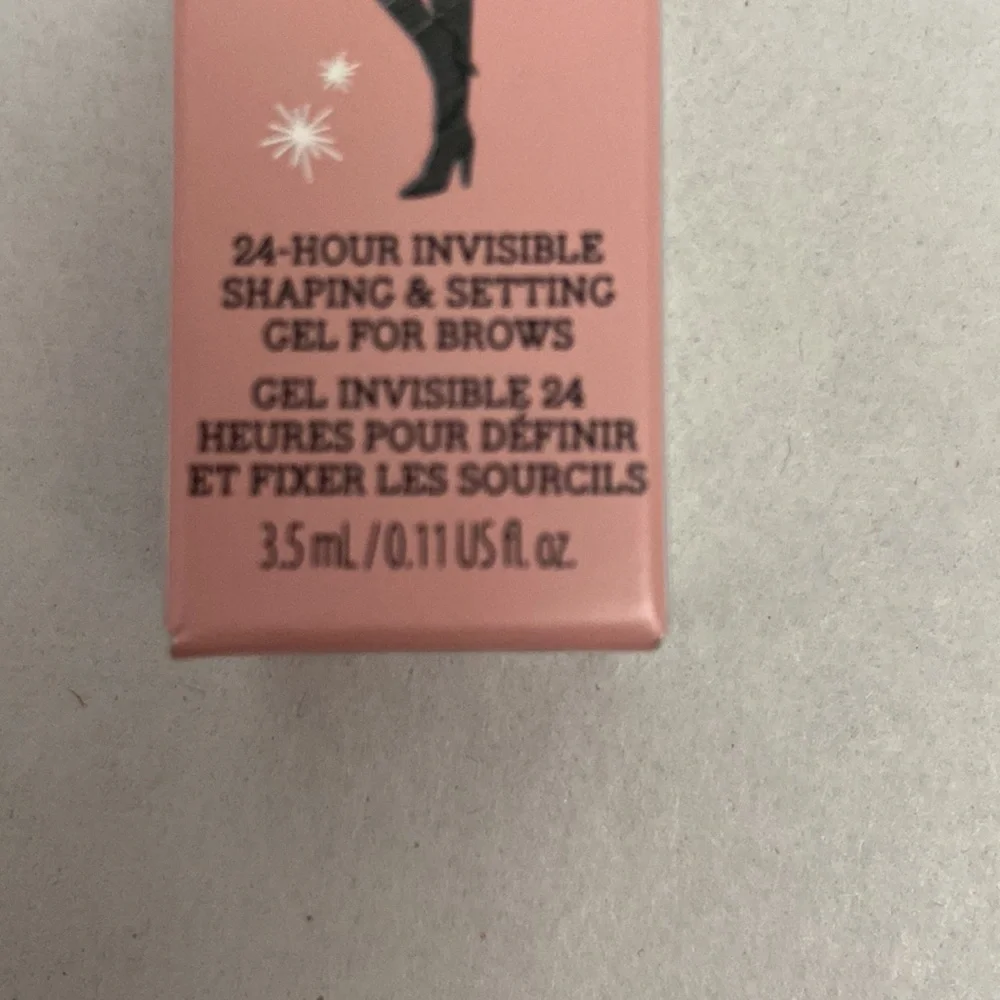 24-HOUR INVISIBLE
SHAPING & SETTING
GEL FOR BROWS
GEL INVISIBLE 24
HEURES POUR DÉFINIR
ET FIXER LES SOURCILS
3.5 mL / 0.11 US fl. oz.